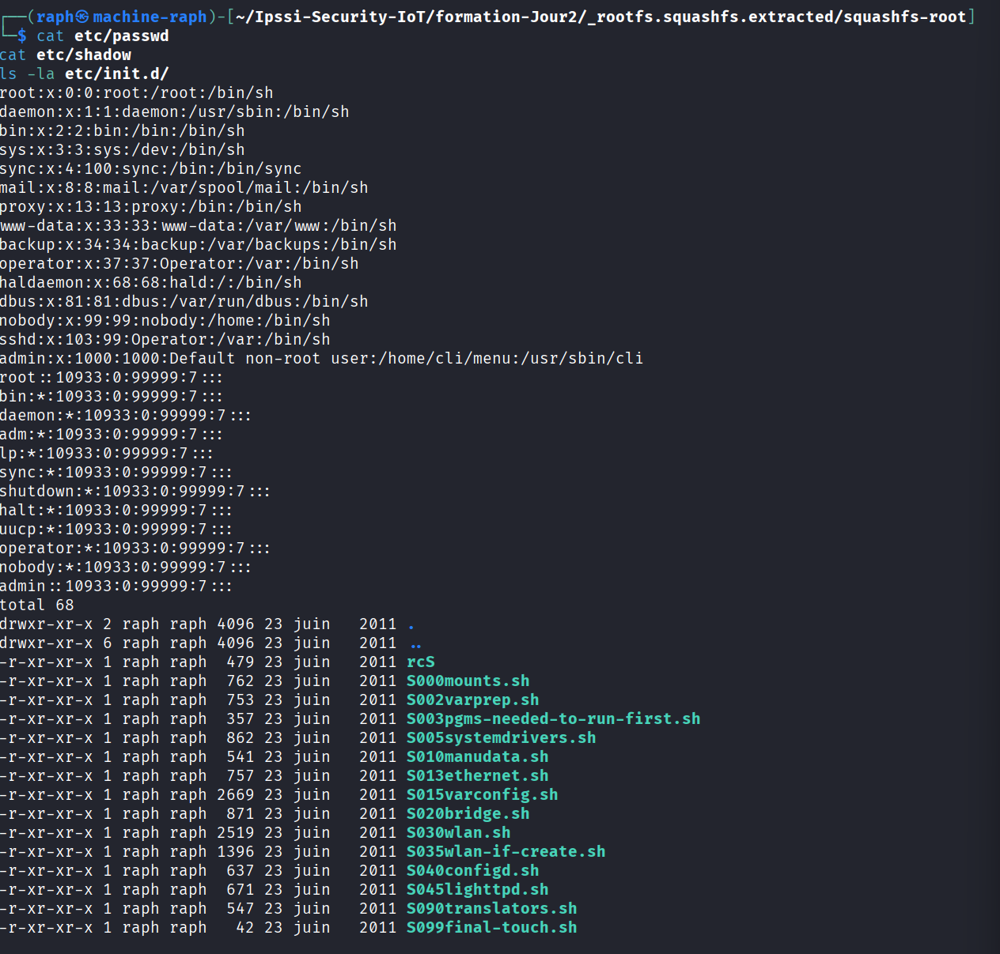 ┌──(raph㉿machine-raph)-[~/Ipssi-Security-IoT/formation-Jour2/_rootfs.squashfs.extracted/squashfs-root]
└─$ cat etc/passwd
cat etc/shadow
ls -la etc/init.d/
root:x:0:0:root:/root:/bin/sh
daemon:x:1:1:daemon:/usr/sbin:/bin/sh
bin:x:2:2:bin:/bin:/bin/sh
sys:x:3:3:sys:/dev:/bin/sh
sync:x:4:100:sync:/bin:/bin/sync
mail:x:8:8:mail:/var/spool/mail:/bin/sh
proxy:x:13:13:proxy:/bin:/bin/sh
www-data:x:33:33:www-data:/var/www:/bin/sh
backup:x:34:34:backup:/var/backups:/bin/sh
operator:x:37:37:Operator:/var:/bin/sh
haldaemon:x:68:68:hald:/:/bin/sh
dbus:x:81:81:dbus:/var/run/dbus:/bin/sh
nobody:x:99:99:nobody:/home:/bin/sh
sshd:x:103:99:Operator:/var:/bin/sh
admin:x:1000:1000:Default non-root user:/home/cli/menu:/usr/sbin/cli
root::10933:0:99999:7:::
bin:*:10933:0:99999:7:::
daemon:*:10933:0:99999:7:::
adm:*:10933:0:99999:7:::
lp:*:10933:0:99999:7:::
sync:*:10933:0:99999:7:::
shutdown:*:10933:0:99999:7:::
halt:*:10933:0:99999:7:::
uucp:*:10933:0:99999:7:::
operator:*:10933:0:99999:7:::
nobody:*:10933:0:99999:7:::
admin::10933:0:99999:7:::
total 68
drwxr-xr-x 2 raph raph 4096 23 juin   2011 .
drwxr-xr-x 6 raph raph 4096 23 juin   2011 ..
-r-xr-xr-x 1 raph raph  479 23 juin   2011 rcS
-r-xr-xr-x 1 raph raph  762 23 juin   2011 S000mounts.sh
-r-xr-xr-x 1 raph raph  753 23 juin   2011 S002varprep.sh
-r-xr-xr-x 1 raph raph  357 23 juin   2011 S003pgms-needed-to-run-first.sh
-r-xr-xr-x 1 raph raph  862 23 juin   2011 S005systemdrivers.sh
-r-xr-xr-x 1 raph raph  541 23 juin   2011 S010manudata.sh
-r-xr-xr-x 1 raph raph  757 23 juin   2011 S013ethernet.sh
-r-xr-xr-x 1 raph raph 2669 23 juin   2011 S015varconfig.sh
-r-xr-xr-x 1 raph raph  871 23 juin   2011 S020bridge.sh
-r-xr-xr-x 1 raph raph 2519 23 juin   2011 S030wlan.sh
-r-xr-xr-x 1 raph raph 1396 23 juin   2011 S035wlan-if-create.sh
-r-xr-xr-x 1 raph raph  637 23 juin   2011 S040configd.sh
-r-xr-xr-x 1 raph raph  671 23 juin   2011 S045lighttpd.sh
-r-xr-xr-x 1 raph raph  547 23 juin   2011 S090translators.sh
-r-xr-xr-x 1 raph raph   42 23 juin   2011 S099final-touch.sh